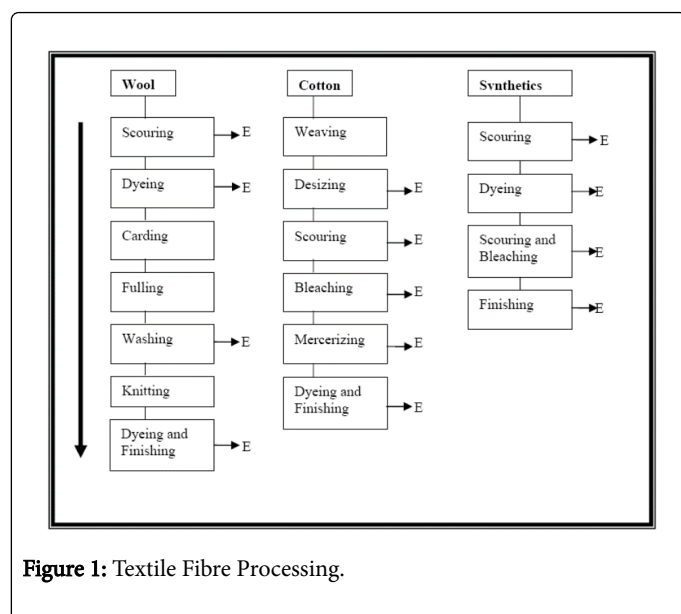 Wool
Scouring
E
Dyeing
E
Carding
Fulling
Washing
E
Knitting
Dyeing and
Finishing
E
Cotton
Weaving
Desizing
E
Scouring
E
Bleaching
E
Mercerizing
E
Dyeing and
Finishing
E
Synthetics
Scouring
E
Dyeing
E
Scouring and
Bleaching
E
Finishing
E
Figure 1: Textile Fibre Processing.